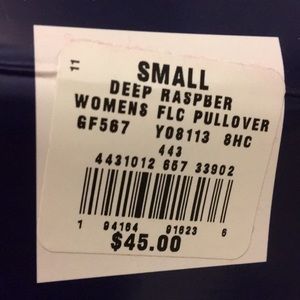 11
SMALL
DEEP RASPBER
WOMENS FLC PULLOVER
GF567 Y08113 8HC
443
4431012 657 33902
1 94164 91623 6
$45.00